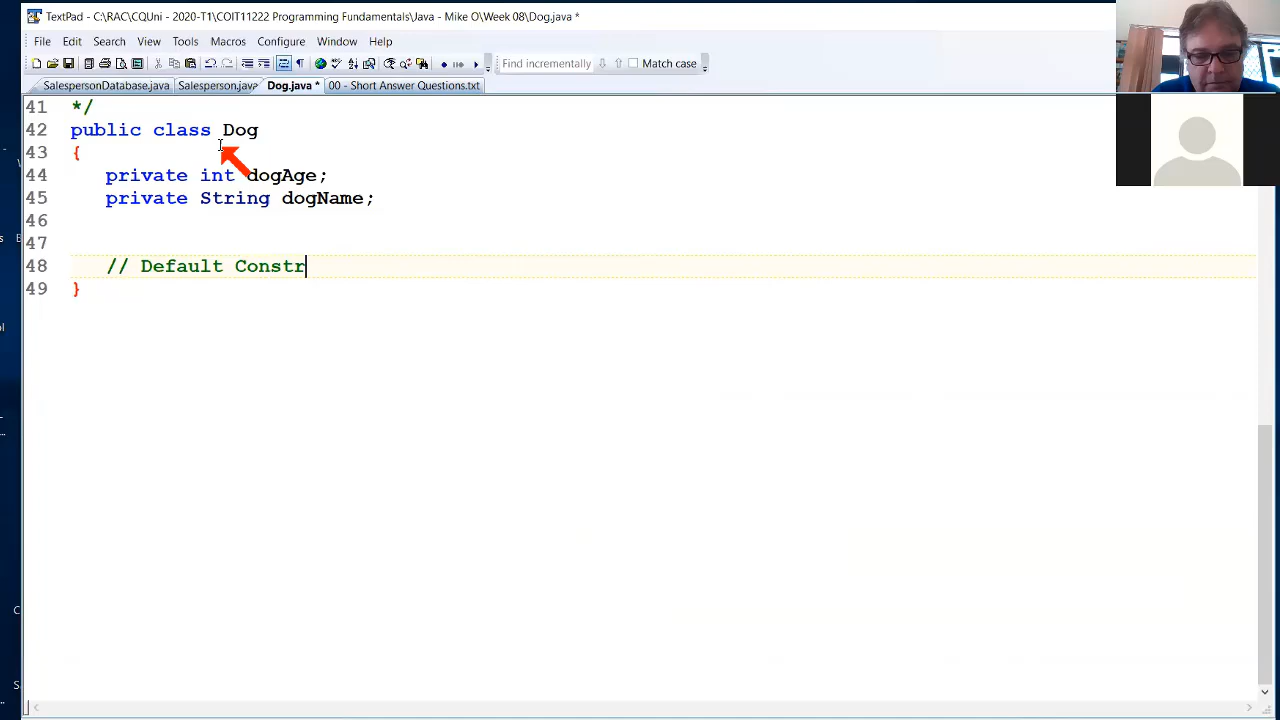 TextPad - C:\RAC\CQUni - 2020-T1\COIT11222 Programming Fundamentals\Java - Mike O\Week 08\Dog.java *
File Edit Search View Tools Macros Configure Window Help
Find incrementally Match case
SalespersonDatabase.java Salesperson.java Dog.java * 00 - Short Answer Questions.txt
41 */
42 public class Dog
43 {
44 private int dogAge;
45 private String dogName;
46
47
48 // Default Constr
49 }